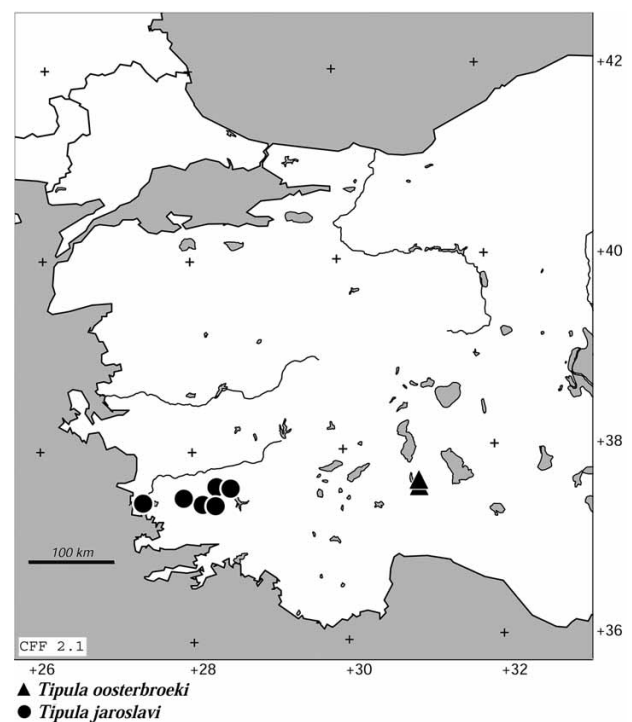 +42
+40
+38
100 km
+36
CFF 2.1
+26 +28 +30 +32
▲ Tipula oosterbroeki
● Tipula jaroslavi